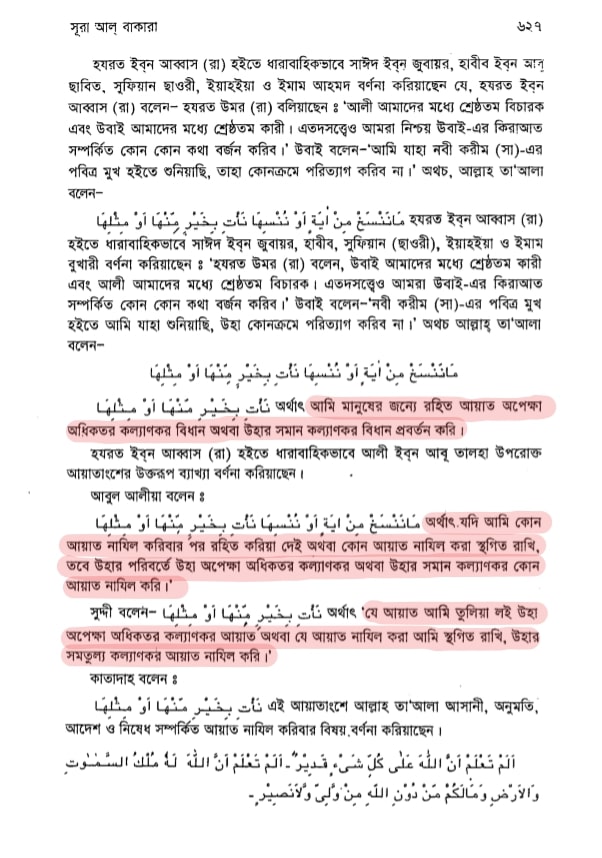 সূরা আল্ বাকারা ৬২৭
হযরত ইব্‌ন আব্বাস (রা) হইতে ধারাবাহিকভাবে সাঈদ ইব্‌ন জুবায়র, হাবীব ইব্‌ন আবূ
ছাবিত, সুফিয়ান ছাওরী, ইয়াহইয়া ও ইমাম আহমদ বর্ণনা করিয়াছেন যে, হযরত ইব্‌ন
আব্বাস (রা) বলেন– হযরত উমর (রা) বলিয়াছেন ঃ 'আলী আমাদের মধ্যে শ্রেষ্ঠতম বিচারক
এবং উবাই আমাদের মধ্যে শ্রেষ্ঠতম কারী। এতদসত্ত্বেও আমরা নিশ্চয় উবাই-এর কিরাআত
সম্পর্কিত কোন কোন কথা বর্জন করিব।' উবাই বলেন–'আমি যাহা নবী করীম (সা)-এর
পবিত্র মুখ হইতে শুনিয়াছি, তাহা কোনক্রমে পরিত্যাগ করিব না।' অথচ, আল্লাহ তা'আলা
বলেন–
مَانَنْسَخْ مِنْ اٰيَةٍ اَوْ نُنْسِهَا نَأْتِ بِخَيْرٍ مِّنْهَا اَوْ مِثْلِهَا হযরত ইব্‌ন আব্বাস (রা)
হইতে ধারাবাহিকভাবে সাঈদ ইব্‌ন জুবায়র, হাবীব, সুফিয়ান (ছাওরী), ইয়াহইয়া ও ইমাম
বুখারী বর্ণনা করিয়াছেন ঃ 'হযরত উমর (রা) বলেন, উবাই আমাদের মধ্যে শ্রেষ্ঠতম কারী
এবং আলী আমাদের মধ্যে শ্রেষ্ঠতম বিচারক। এতদসত্ত্বেও আমরা উবাই-এর কিরাআত
সম্পর্কিত কোন কোন কথা বর্জন করিব।' উবাই বলেন–'নবী করীম (সা)-এর পবিত্র মুখ
হইতে আমি যাহা শুনিয়াছি, উহা কোনক্রমে পরিত্যাগ করিব না।' অথচ আল্লাহ্ তা'আলা
বলেন–
مَانَنْسَخْ مِنْ اٰيَةٍ اَوْ نُنْسِهَا نَأْتِ بِخَيْرٍ مِّنْهَا اَوْ مِثْلِهَا
نَأْتِ بِخَيْرٍ مِّنْهَا اَوْ مِثْلِهَا অর্থাৎ আমি মানুষের জন্যে রহিত আয়াত অপেক্ষা
অধিকতর কল্যাণকর বিধান অথবা উহার সমান কল্যাণকর বিধান প্রবর্তন করি।
হযরত ইব্‌ন আব্বাস (রা) হইতে ধারাবাহিকভাবে আলী ইব্‌ন আবূ তালহা উপরোক্ত
আয়াতাংশের উক্তরূপ ব্যাখ্যা বর্ণনা করিয়াছেন।
আবুল আলীয়া বলেন ঃ
مَانَنْسَخْ مِنْ اٰيَةٍ اَوْ نُنْسِهَا نَأْتِ بِخَيْرٍ مِّنْهَا اَوْ مِثْلِهَا অর্থাৎ যদি আমি কোন
আয়াত নাযিল করিবার পর রহিত করিয়া দেই অথবা কোন আয়াত নাযিল করা স্থগিত রাখি,
তবে উহার পরিবর্তে উহা অপেক্ষা অধিকতর কল্যাণকর অথবা উহার সমান কল্যাণকর কোন
আয়াত নাযিল করি।'
সুদ্দী বলেন– نَأْتِ بِخَيْرٍ مِّنْهَا اَوْ مِثْلِهَا অর্থাৎ 'যে আয়াত আমি তুলিয়া লই উহা
অপেক্ষা অধিকতর কল্যাণকর আয়াত অথবা যে আয়াত নাযিল করা আমি স্থগিত রাখি, উহার
সমতুল্য কল্যাণকর আয়াত নাযিল করি।'
কাতাদাহ বলেন ঃ
نَأْتِ بِخَيْرٍ مِّنْهَا اَوْ مِثْلِهَا এই আয়াতাংশে আল্লাহ তা'আলা আসানী, অনুমতি,
আদেশ ও নিষেধ সম্পর্কিত আয়াত নাযিল করিবার বিষয় বর্ণনা করিয়াছেন।
اَلَمْ تَعْلَمْ اَنَّ اللّٰهَ عَلٰى كُلِّ شَىْءٍ قَدِيْرٌ - اَلَمْ تَعْلَمْ اَنَّ اللّٰهَ لَهٗ مُلْكُ السَّمٰوٰتِ
وَالْاَرْضِ وَمَالَكُمْ مِّنْ دُوْنِ اللّٰهِ مِنْ وَّلِىٍّ وَّلَانَصِيْرٍ -